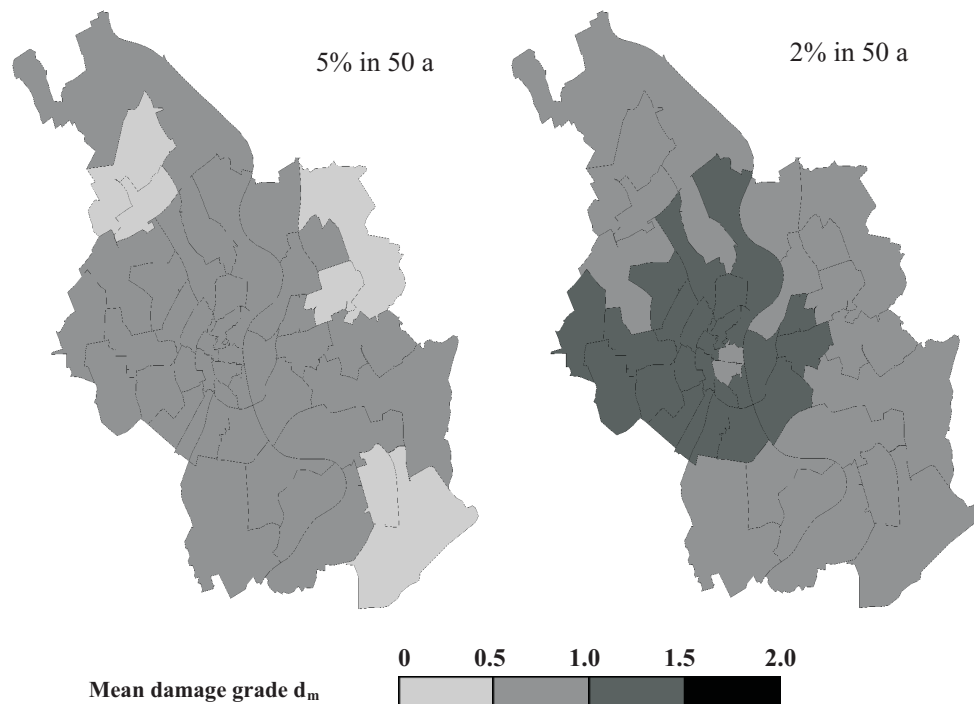 5% in 50 a
2% in 50 a
0 0.5 1.0 1.5 2.0
Mean damage grade dₘ